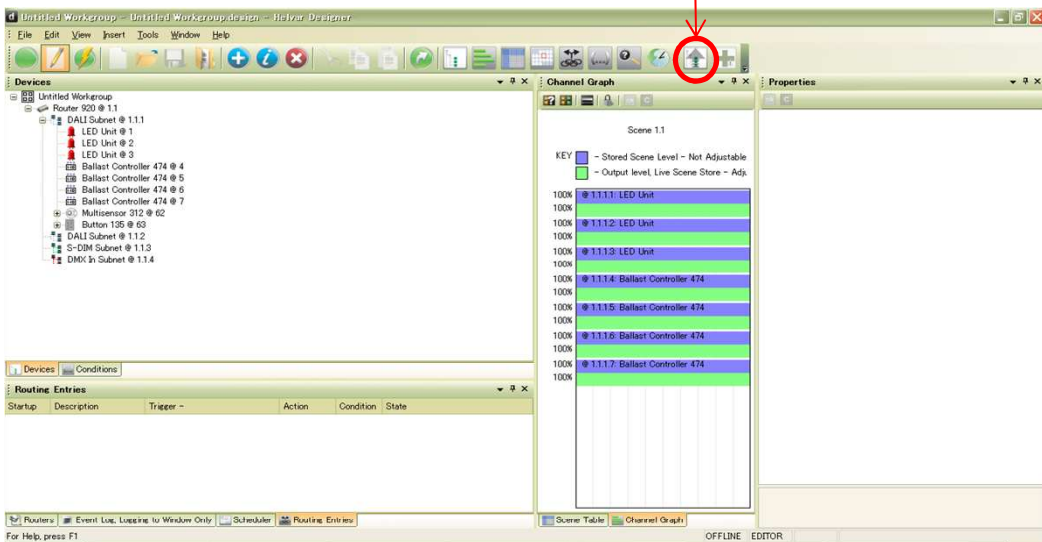 Untitled Workgroup - Untitled Workgroup.design - Helvar Designer
File Edit View Insert Tools Window Help
Devices
Untitled Workgroup
Router 920 @ 1.1
DALI Subnet @ 1.1.1
LED Unit @ 1
LED Unit @ 2
LED Unit @ 3
Ballast Controller 474 @ 4
Ballast Controller 474 @ 5
Ballast Controller 474 @ 6
Ballast Controller 474 @ 7
Multisensor 312 @ 62
Button 135 @ 63
DALI Subnet @ 1.1.2
S-DIM Subnet @ 1.1.3
DMX In Subnet @ 1.1.4
Devices Conditions
Routing Entries
Startup Description Trigger - Action Condition State
Routers Event Log, Logging to Window Only Scheduler Routing Entries
Channel Graph
Scene 1.1
KEY - Stored Scene Level - Not Adjustable
- Output level, Live Scene Store - Adju
100% @ 1.1.1.1: LED Unit
100%
100% @ 1.1.1.2: LED Unit
100%
100% @ 1.1.1.3: LED Unit
100%
100% @ 1.1.1.4: Ballast Controller 474
100%
100% @ 1.1.1.5: Ballast Controller 474
100%
100% @ 1.1.1.6: Ballast Controller 474
100%
100% @ 1.1.1.7: Ballast Controller 474
100%
Scene Table Channel Graph
Properties
For Help, press F1
OFFLINE EDITOR